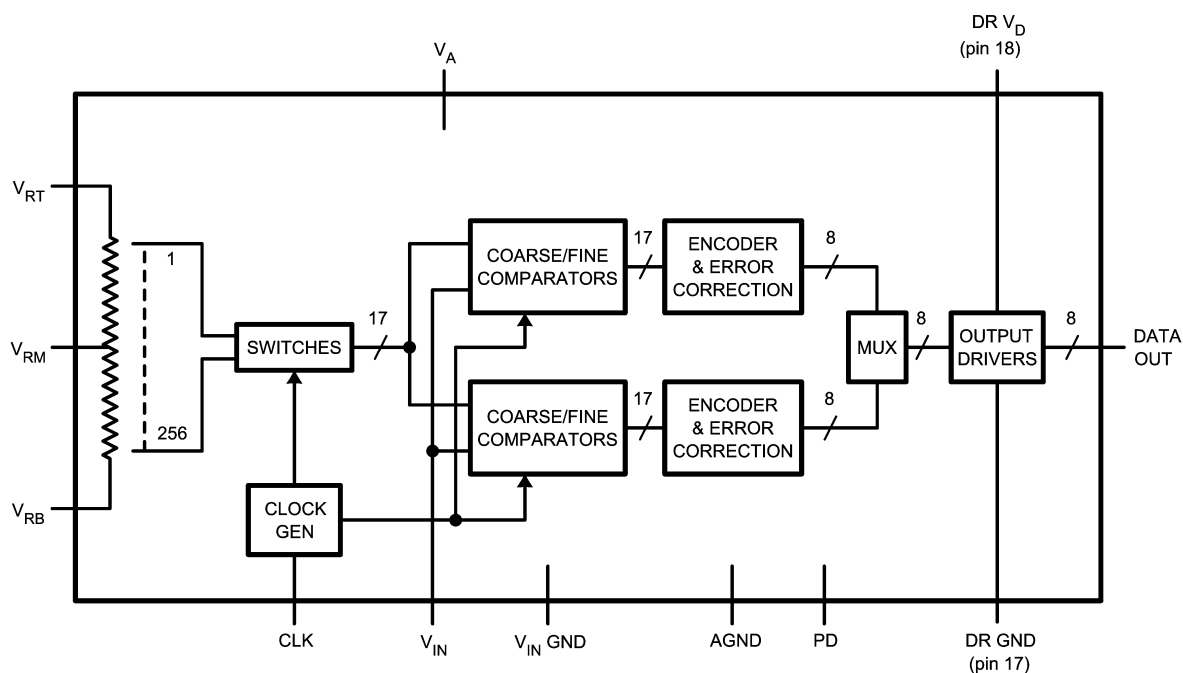 DR V_D
(pin 18)
V_A
V_RT
1
17
COARSE/FINE
COMPARATORS
17
ENCODER
& ERROR
CORRECTION
8
V_RM
SWITCHES
17
MUX
8
OUTPUT
DRIVERS
8
DATA
OUT
256
COARSE/FINE
COMPARATORS
17
ENCODER
& ERROR
CORRECTION
8
V_RB
CLOCK
GEN
CLK
V_IN
V_IN GND
AGND
PD
DR GND
(pin 17)